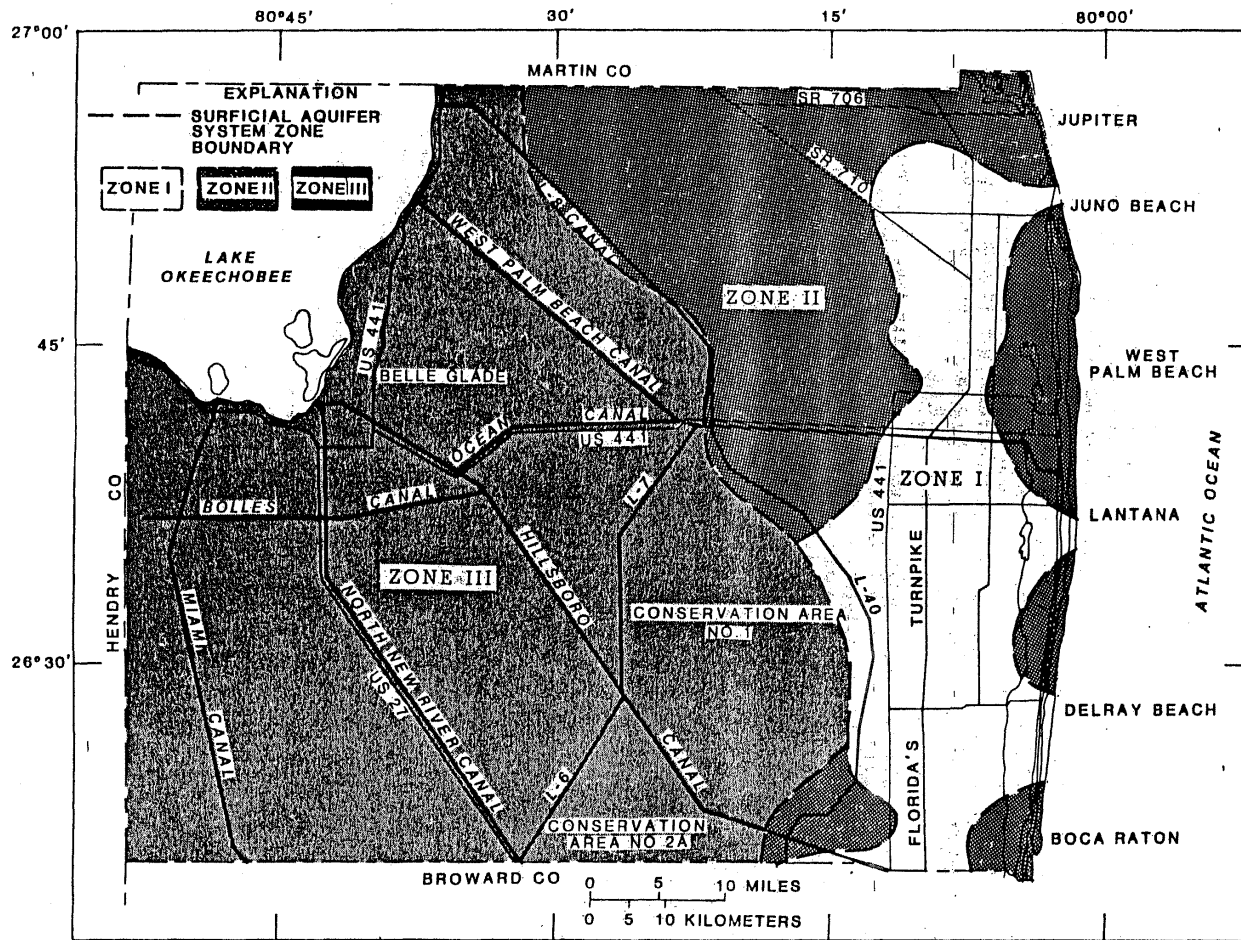 80°45'
30'
15'
80°00'
27°00'
MARTIN CO
EXPLANATION
SURFICIAL AQUIFER
SYSTEM ZONE
BOUNDARY
ZONE I
ZONE II
ZONE III
SR 706
JUPITER
SR 710
L-8 CANAL
JUNO BEACH
LAKE
OKEECHOBEE
WEST PALM BEACH CANAL
ZONE II
US 441
45'
BELLE GLADE
WEST
PALM BEACH
OCEAN
CANAL
US 441
US 441
ZONE I
ATLANTIC OCEAN
HENDRY CO
BOLLES
CANAL
L-7
LANTANA
HILLSBORO
TURNPIKE
ZONE III
L-40
MIAMI
CONSERVATION AREA
NO. 1
26°30'
NORTH NEW RIVER CANAL
US 27
CANAL
CANAL
DELRAY BEACH
FLORIDA'S
L-6
CONSERVATION
AREA NO 2A
BOCA RATON
BROWARD CO
0 5 10 MILES
0 5 10 KILOMETERS